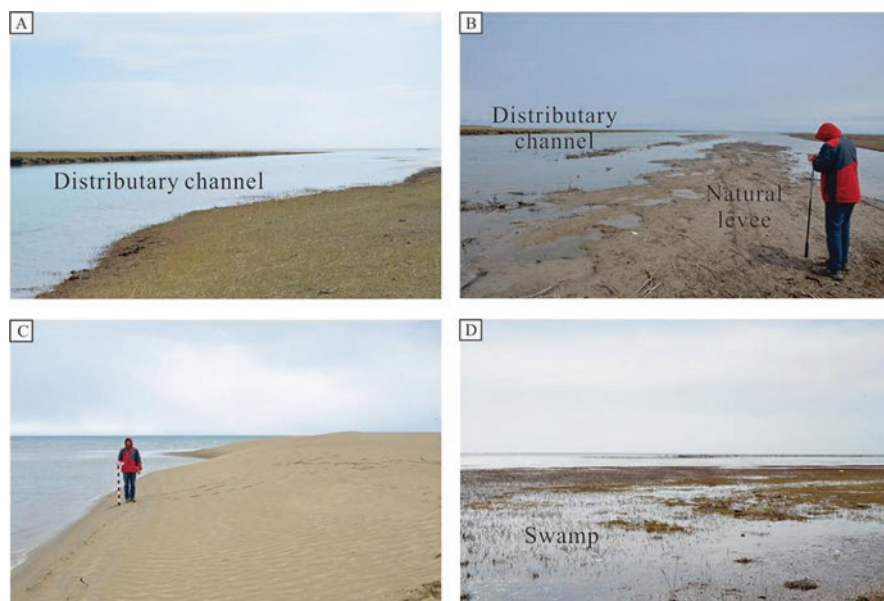 A
Distributary channel
B
Distributary
channel
Natural
levee
C
D
Swamp